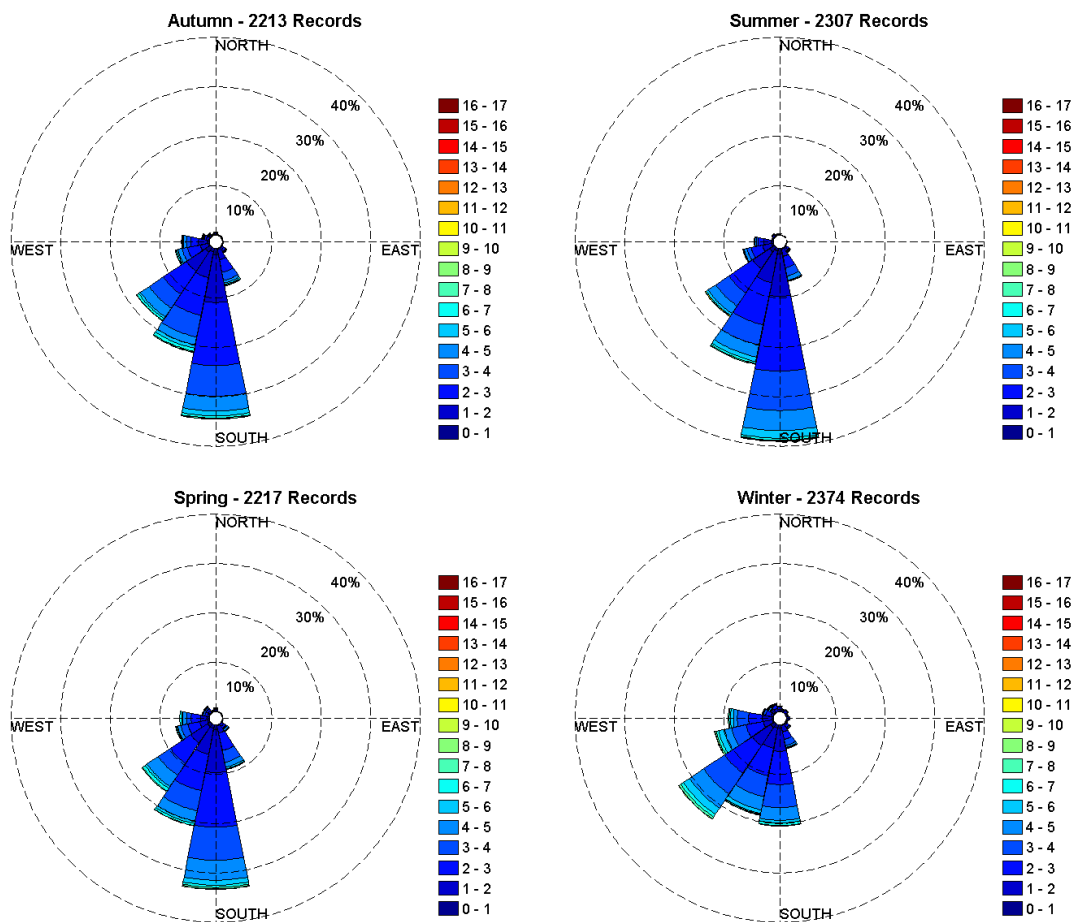 Autumn - 2213 Records
NORTH
40%
30%
20%
10%
WEST
EAST
SOUTH
16 - 17
15 - 16
14 - 15
13 - 14
12 - 13
11 - 12
10 - 11
9 - 10
8 - 9
7 - 8
6 - 7
5 - 6
4 - 5
3 - 4
2 - 3
1 - 2
0 - 1
Summer - 2307 Records
NORTH
40%
30%
20%
10%
WEST
EAST
SOUTH
16 - 17
15 - 16
14 - 15
13 - 14
12 - 13
11 - 12
10 - 11
9 - 10
8 - 9
7 - 8
6 - 7
5 - 6
4 - 5
3 - 4
2 - 3
1 - 2
0 - 1
Spring - 2217 Records
NORTH
40%
30%
20%
10%
WEST
EAST
SOUTH
16 - 17
15 - 16
14 - 15
13 - 14
12 - 13
11 - 12
10 - 11
9 - 10
8 - 9
7 - 8
6 - 7
5 - 6
4 - 5
3 - 4
2 - 3
1 - 2
0 - 1
Winter - 2374 Records
NORTH
40%
30%
20%
10%
WEST
EAST
SOUTH
16 - 17
15 - 16
14 - 15
13 - 14
12 - 13
11 - 12
10 - 11
9 - 10
8 - 9
7 - 8
6 - 7
5 - 6
4 - 5
3 - 4
2 - 3
1 - 2
0 - 1